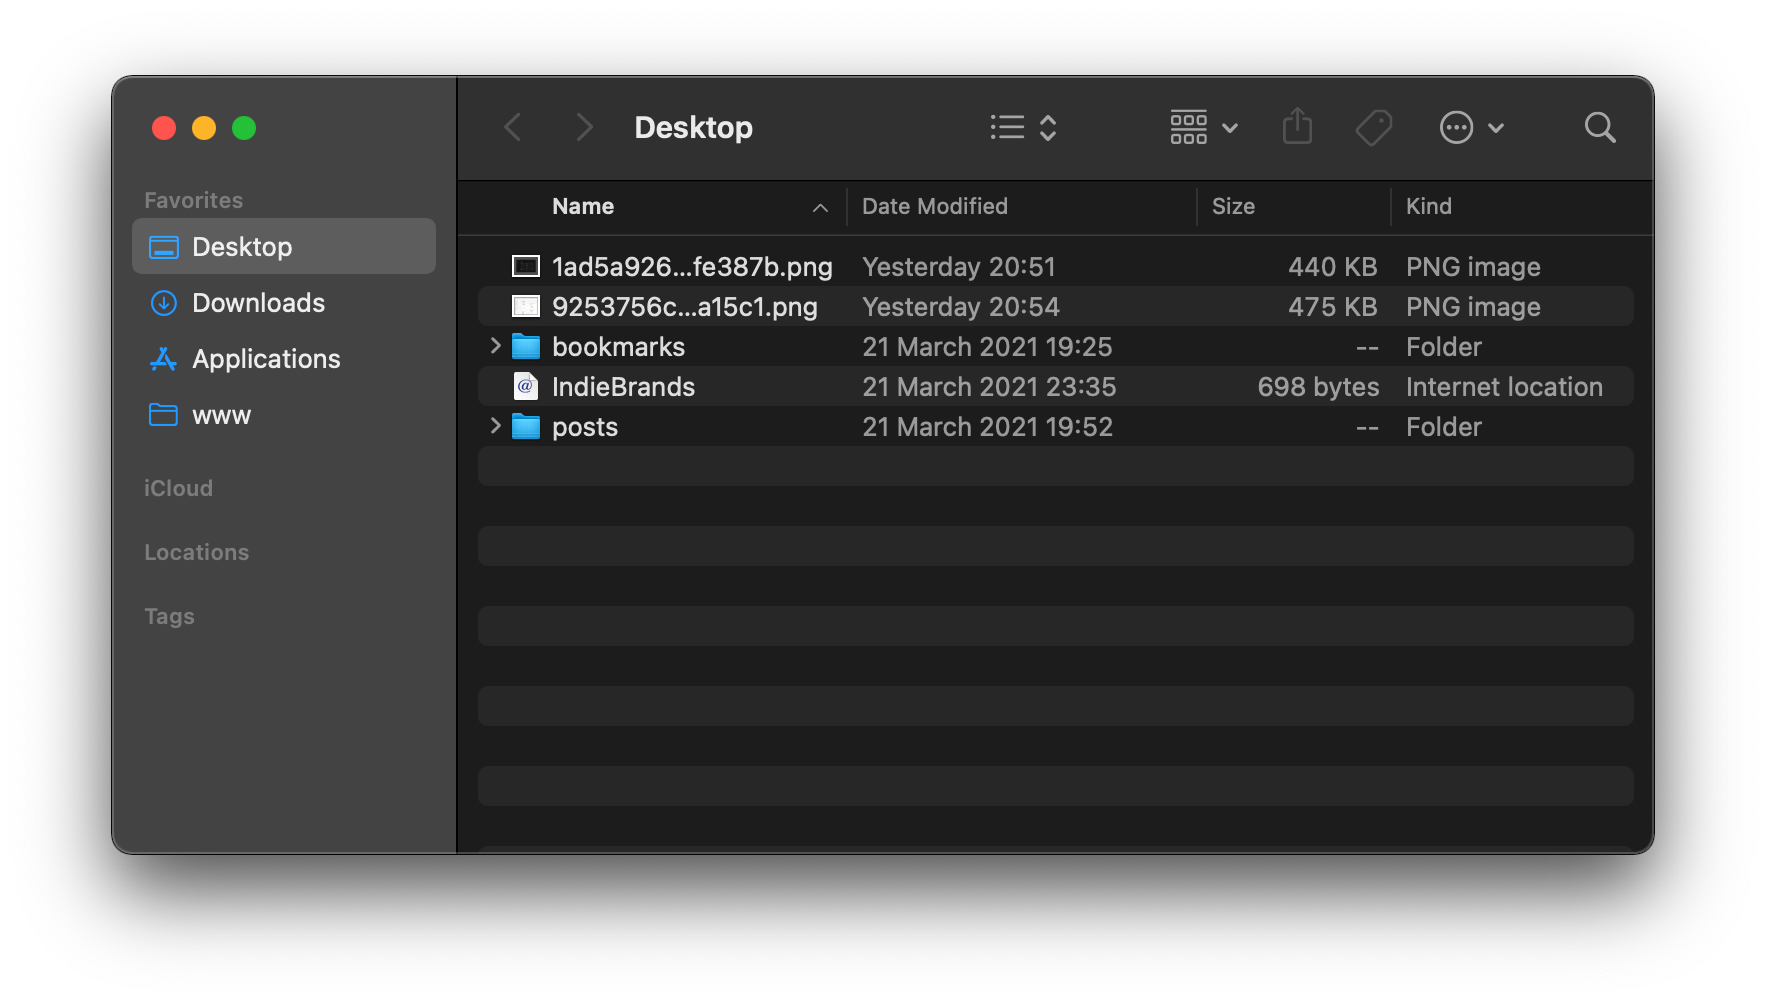 Desktop
Favorites
Desktop
Downloads
Applications
www
iCloud
Locations
Tags
Name Date Modified Size Kind
1ad5a926...fe387b.png Yesterday 20:51 440 KB PNG image
9253756c...a15c1.png Yesterday 20:54 475 KB PNG image
bookmarks 21 March 2021 19:25 -- Folder
IndieBrands 21 March 2021 23:35 698 bytes Internet location
posts 21 March 2021 19:52 -- Folder